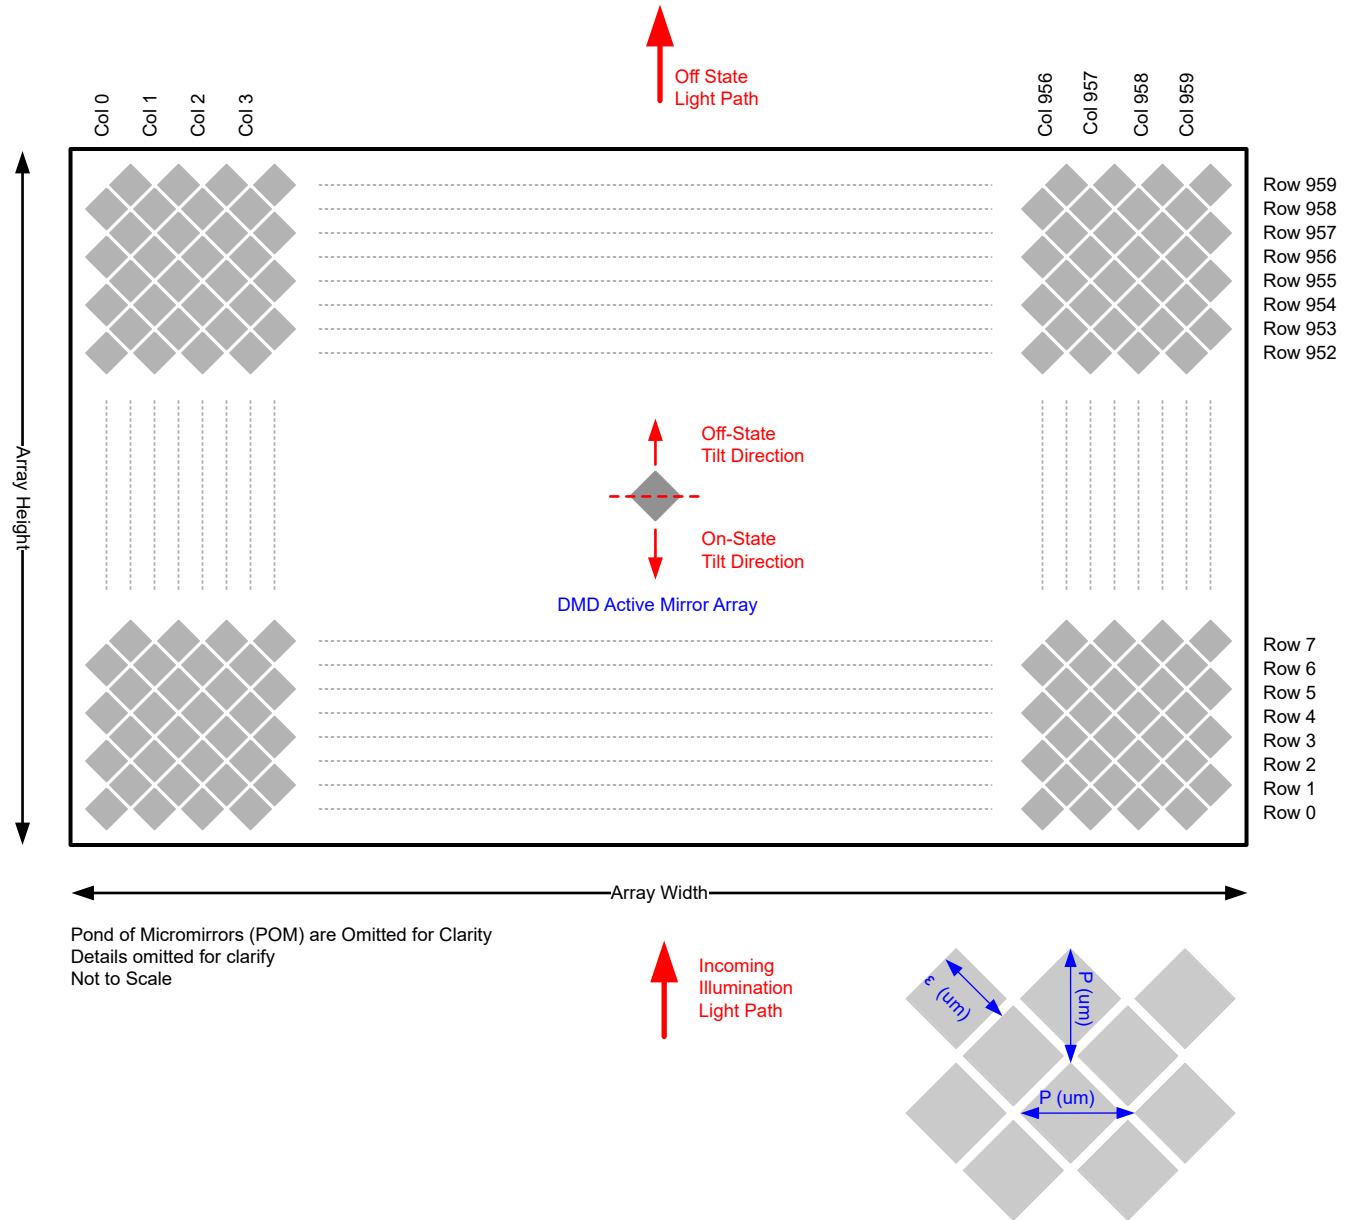 Off State
Light Path
Col 0
Col 1
Col 2
Col 3
Col 956
Col 957
Col 958
Col 959
Row 959
Row 958
Row 957
Row 956
Row 955
Row 954
Row 953
Row 952
Array Height
Off-State
Tilt Direction
On-State
Tilt Direction
DMD Active Mirror Array
Row 7
Row 6
Row 5
Row 4
Row 3
Row 2
Row 1
Row 0
Array Width
Pond of Micromirrors (POM) are Omitted for Clarity
Details omitted for clarify
Not to Scale
Incoming
Illumination
Light Path
ε (um)
P (um)
P (um)